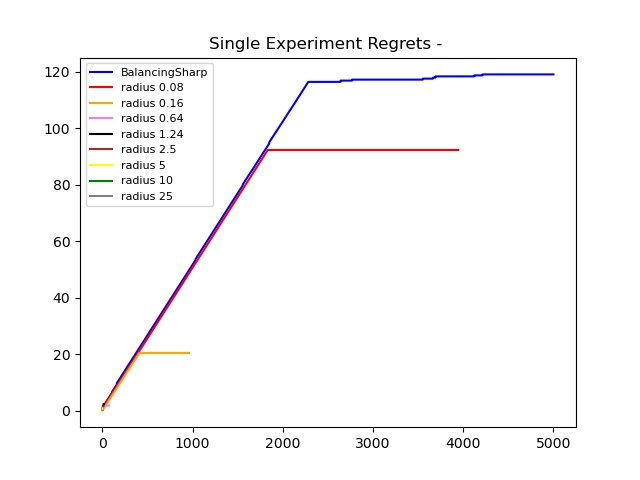 Single Experiment Regrets -
120
100
80
60
40
20
0
BalancingSharp
radius 0.08
radius 0.16
radius 0.64
radius 1.24
radius 2.5
radius 5
radius 10
radius 25
0 1000 2000 3000 4000 5000